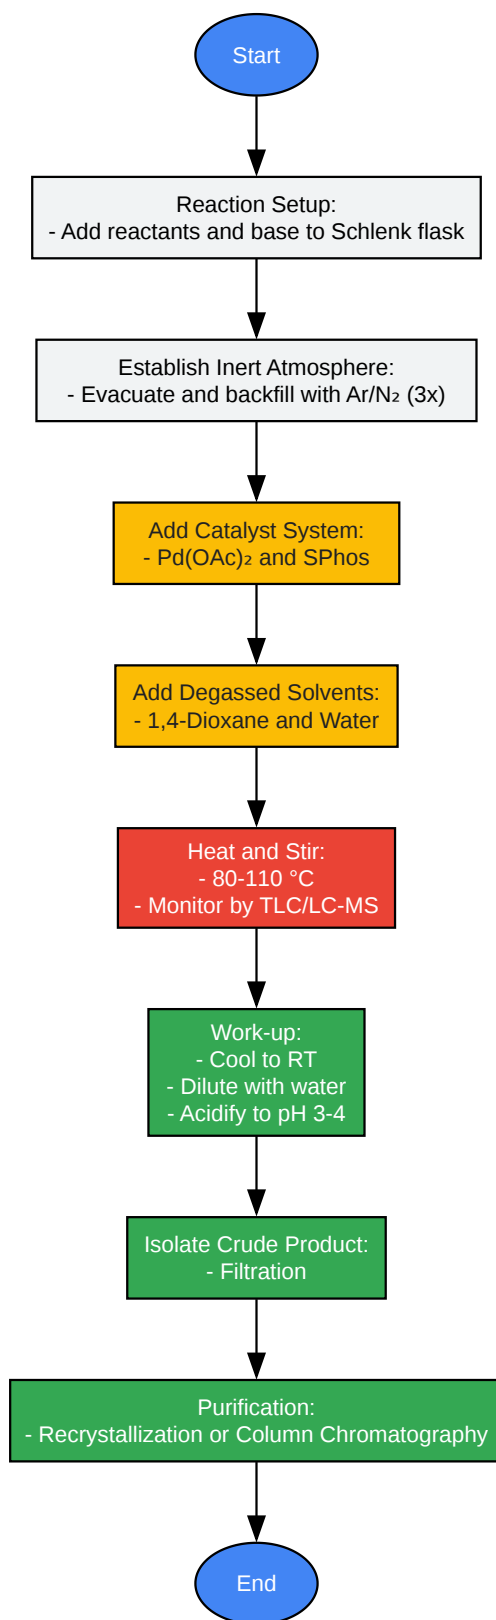 Start
Reaction Setup:
- Add reactants and base to Schlenk flask
Establish Inert Atmosphere:
- Evacuate and backfill with Ar/N₂ (3x)
Add Catalyst System:
- Pd(OAc)₂ and SPhos
Add Degassed Solvents:
- 1,4-Dioxane and Water
Heat and Stir:
- 80-110 °C
- Monitor by TLC/LC-MS
Work-up:
- Cool to RT
- Dilute with water
- Acidify to pH 3-4
Isolate Crude Product:
- Filtration
Purification:
- Recrystallization or Column Chromatography
End